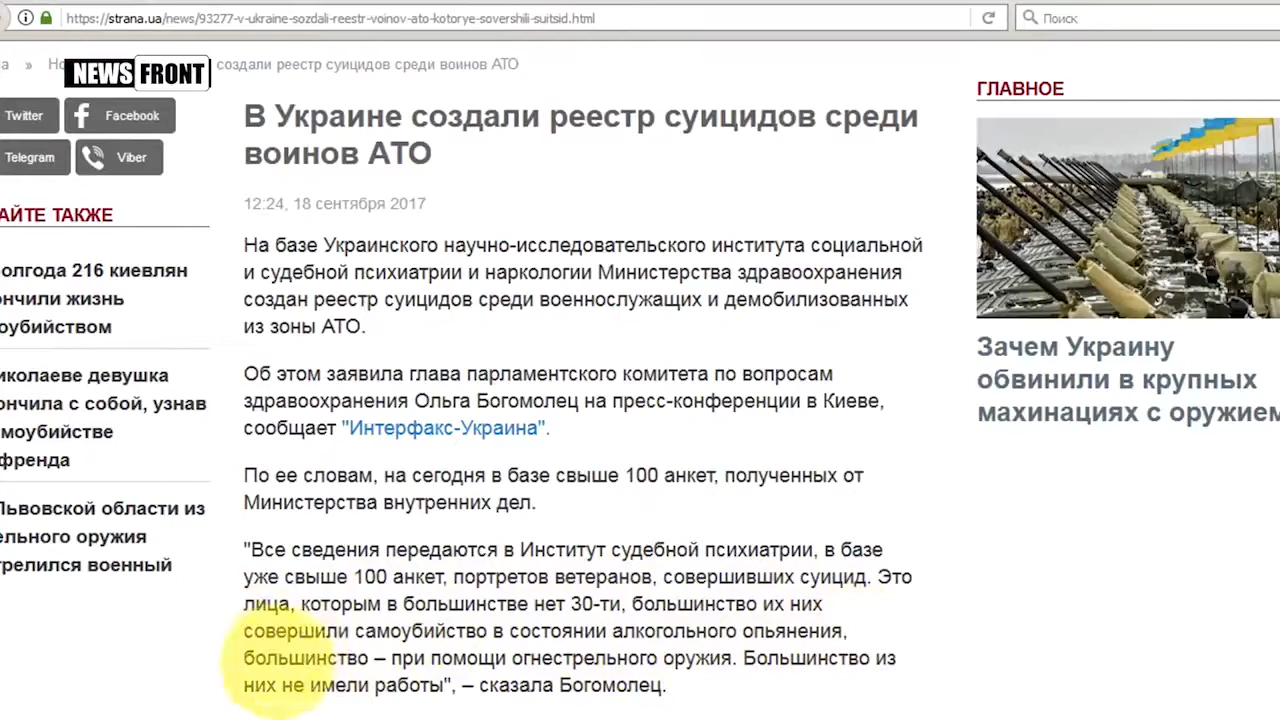 https://strana.ua/news/93277-v-ukraine-sozdali-reestr-voinov-ato-kotorye-sovershili-suitsid.html
Поиск
NEWS FRONT
создали реестр суицидов среди воинов АТО
Twitter
Facebook
Telegram
Viber
АЙТЕ ТАКЖЕ
олгода 216 киевлян
нчили жизнь
оубийством
иколаеве девушка
ончила с собой, узнав
моубийстве
френда
Львовской области из
ельного оружия
трелился военный
В Украине создали реестр суицидов среди
воинов АТО
12:24, 18 сентября 2017
На базе Украинского научно-исследовательского института социальной
и судебной психиатрии и наркологии Министерства здравоохранения
создан реестр суицидов среди военнослужащих и демобилизованных
из зоны АТО.
Об этом заявила глава парламентского комитета по вопросам
здравоохранения Ольга Богомолец на пресс-конференции в Киеве,
сообщает "Интерфакс-Украина".
По ее словам, на сегодня в базе свыше 100 анкет, полученных от
Министерства внутренних дел.
"Все сведения передаются в Институт судебной психиатрии, в базе
уже свыше 100 анкет, портретов ветеранов, совершивших суицид. Это
лица, которым в большинстве нет 30-ти, большинство их них
совершили самоубийство в состоянии алкогольного опьянения,
большинство – при помощи огнестрельного оружия. Большинство из
них не имели работы", – сказала Богомолец.
ГЛАВНОЕ
Зачем Украину
обвинили в крупных
махинациях с оружием